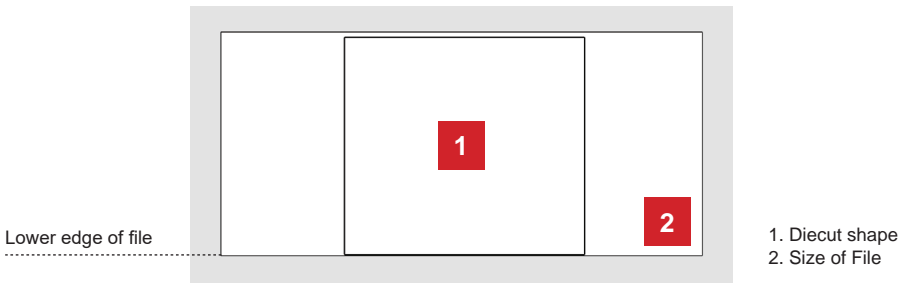 1
2
Lower edge of file
1. Diecut shape
2. Size of File